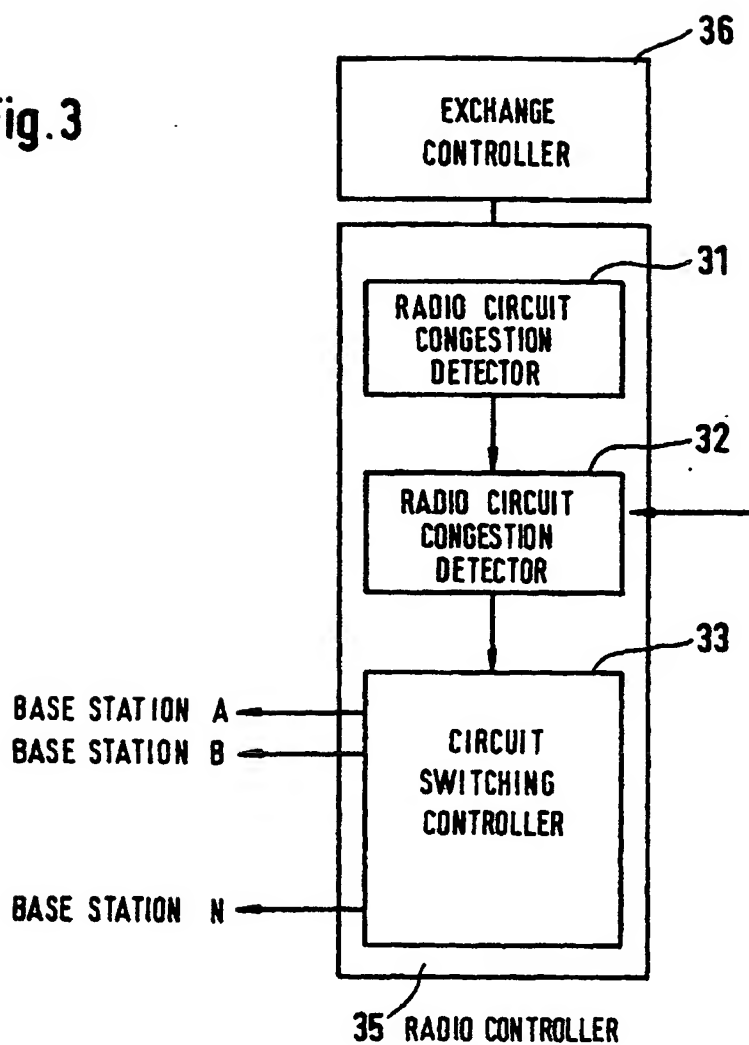 ig.3
36
EXCHANGE
CONTROLLER
31
RADIO CIRCUIT
CONGESTION
DETECTOR
32
RADIO CIRCUIT
CONGESTION
DETECTOR
33
BASE STATION A
BASE STATION B
CIRCUIT
SWITCHING
CONTROLLER
BASE STATION N
35 RADIO CONTROLLER